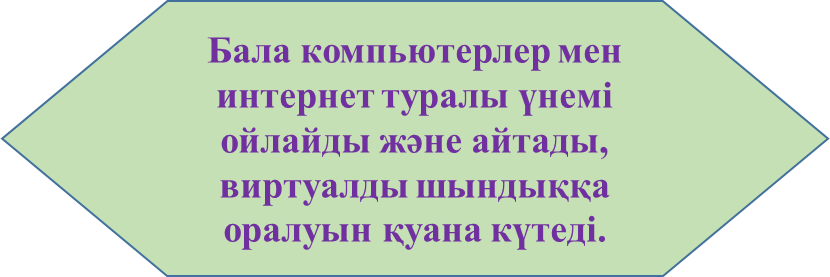 Бала компьютерлер мен
интернет туралы үнемі
ойлайды және айтады,
виртуалды шындыққа
оралуын қуана күтеді.